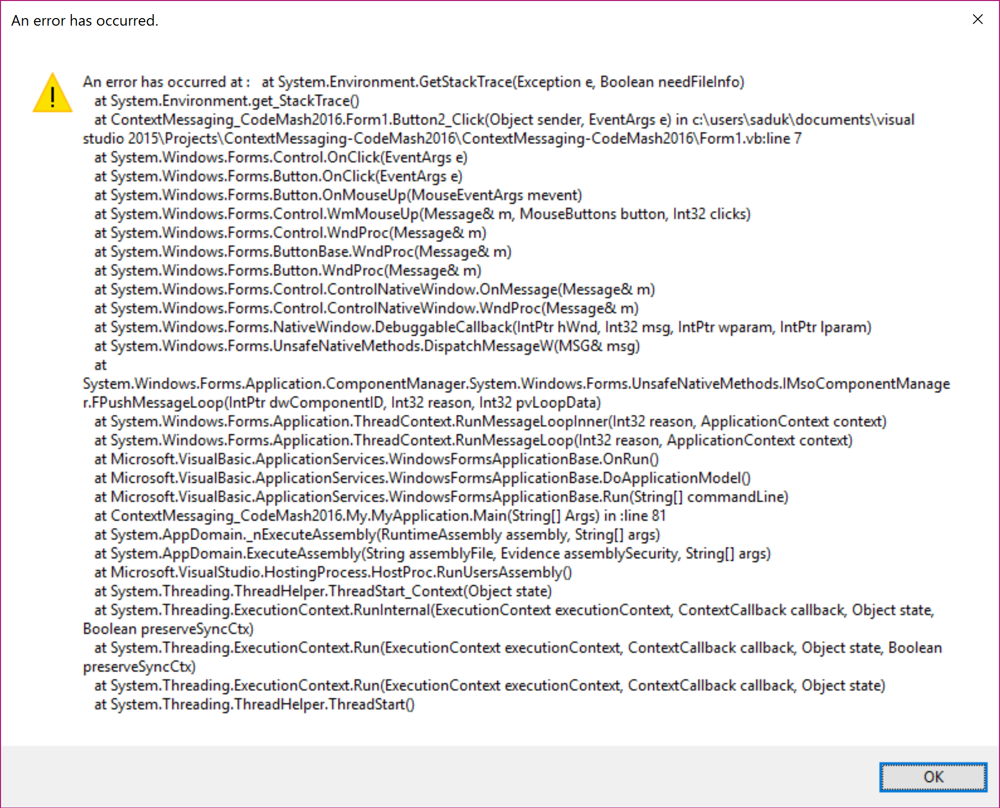 An error has occurred.
An error has occurred at :   at System.Environment.GetStackTrace(Exception e, Boolean needFileInfo)
at System.Environment.get_StackTrace()
at ContextMessaging_CodeMash2016.Form1.Button2_Click(Object sender, EventArgs e) in c:\users\saduk\documents\visual
studio 2015\Projects\ContextMessaging-CodeMash2016\ContextMessaging-CodeMash2016\Form1.vb:line 7
at System.Windows.Forms.Control.OnClick(EventArgs e)
at System.Windows.Forms.Button.OnClick(EventArgs e)
at System.Windows.Forms.Button.OnMouseUp(MouseEventArgs mevent)
at System.Windows.Forms.Control.WmMouseUp(Message& m, MouseButtons button, Int32 clicks)
at System.Windows.Forms.Control.WndProc(Message& m)
at System.Windows.Forms.ButtonBase.WndProc(Message& m)
at System.Windows.Forms.Button.WndProc(Message& m)
at System.Windows.Forms.Control.ControlNativeWindow.OnMessage(Message& m)
at System.Windows.Forms.Control.ControlNativeWindow.WndProc(Message& m)
at System.Windows.Forms.NativeWindow.DebuggableCallback(IntPtr hWnd, Int32 msg, IntPtr wparam, IntPtr lparam)
at System.Windows.Forms.UnsafeNativeMethods.DispatchMessageW(MSG& msg)
at
System.Windows.Forms.Application.ComponentManager.System.Windows.Forms.UnsafeNativeMethods.IMsoComponentManage
r.FPushMessageLoop(IntPtr dwComponentID, Int32 reason, Int32 pvLoopData)
at System.Windows.Forms.Application.ThreadContext.RunMessageLoopInner(Int32 reason, ApplicationContext context)
at System.Windows.Forms.Application.ThreadContext.RunMessageLoop(Int32 reason, ApplicationContext context)
at Microsoft.VisualBasic.ApplicationServices.WindowsFormsApplicationBase.OnRun()
at Microsoft.VisualBasic.ApplicationServices.WindowsFormsApplicationBase.DoApplicationModel()
at Microsoft.VisualBasic.ApplicationServices.WindowsFormsApplicationBase.Run(String[] commandLine)
at ContextMessaging_CodeMash2016.My.MyApplication.Main(String[] Args) in :line 81
at System.AppDomain._nExecuteAssembly(RuntimeAssembly assembly, String[] args)
at System.AppDomain.ExecuteAssembly(String assemblyFile, Evidence assemblySecurity, String[] args)
at Microsoft.VisualStudio.HostingProcess.HostProc.RunUsersAssembly()
at System.Threading.ThreadHelper.ThreadStart_Context(Object state)
at System.Threading.ExecutionContext.RunInternal(ExecutionContext executionContext, ContextCallback callback, Object state,
Boolean preserveSyncCtx)
at System.Threading.ExecutionContext.Run(ExecutionContext executionContext, ContextCallback callback, Object state, Boolean
preserveSyncCtx)
at System.Threading.ExecutionContext.Run(ExecutionContext executionContext, ContextCallback callback, Object state)
at System.Threading.ThreadHelper.ThreadStart()
OK